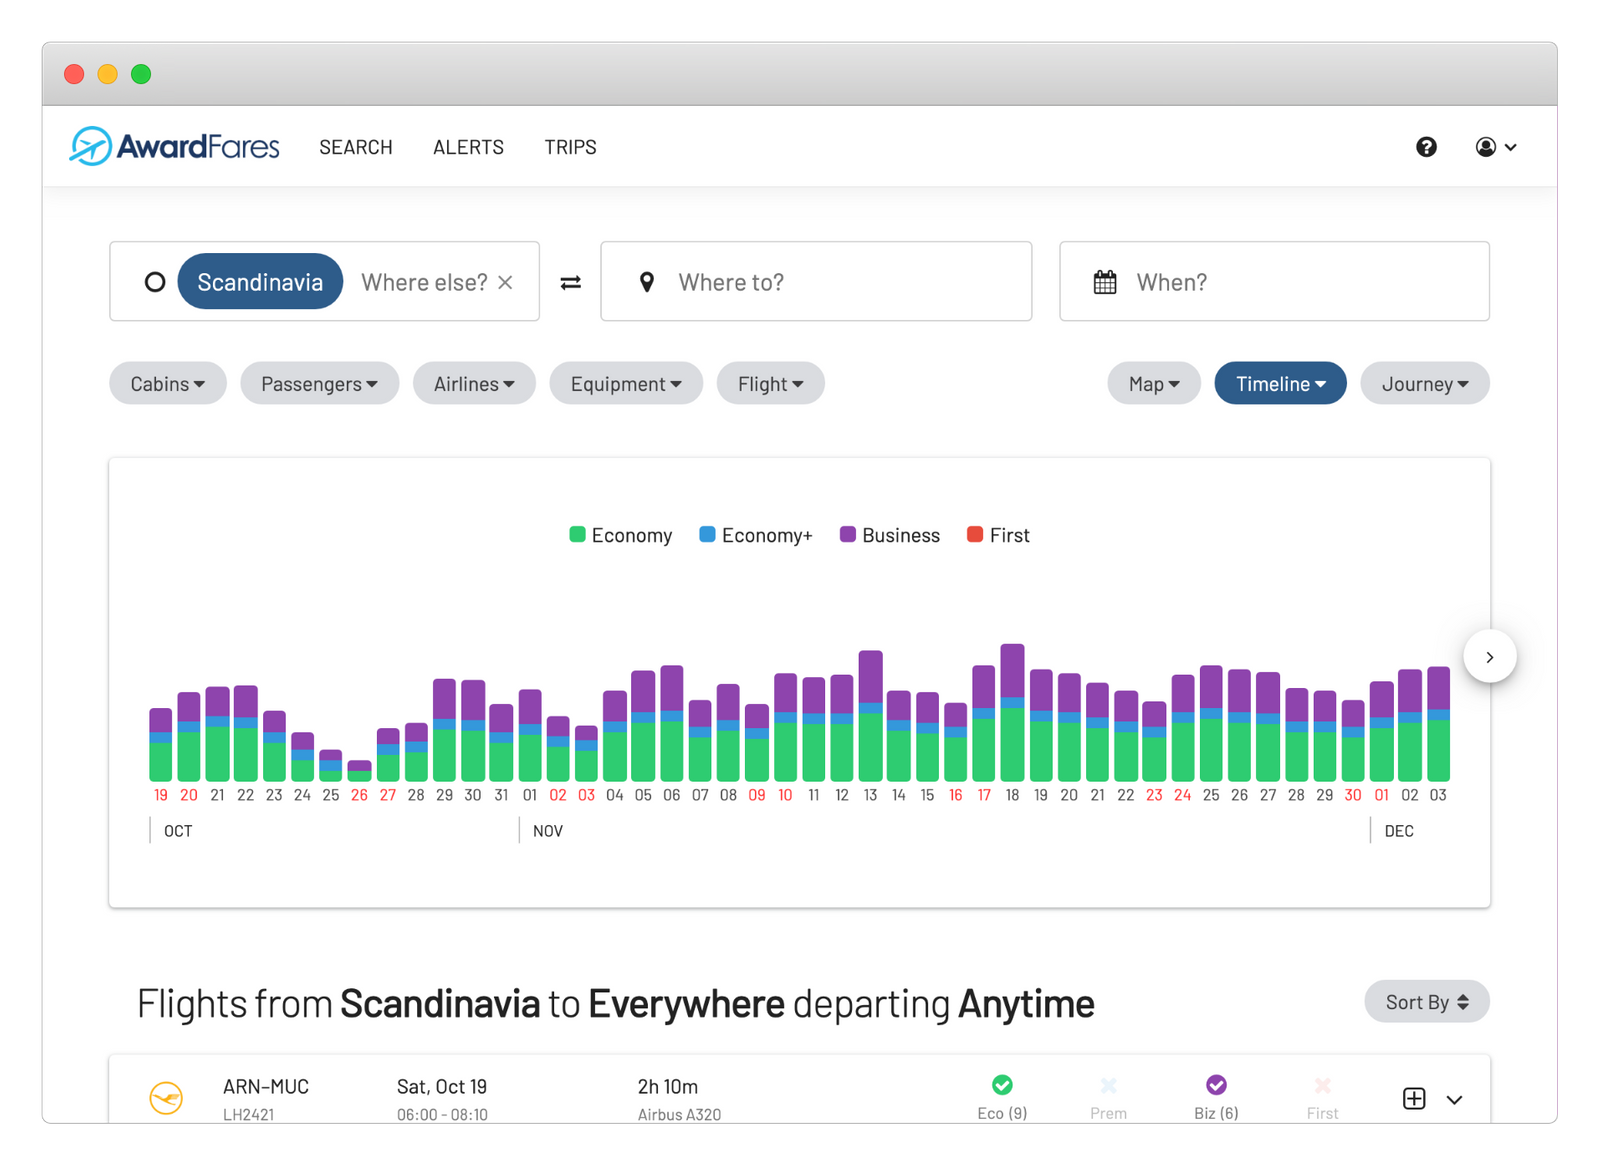 AwardFares SEARCH ALERTS TRIPS
Scandinavia Where else? Where to? When?
Cabins Passengers Airlines Equipment Flight Map Timeline Journey
Economy Economy+ Business First
19 20 21 22 23 24 25 26 27 28 29 30 31 01 02 03 04 05 06 07 08 09 10 11 12 13 14 15 16 17 18 19 20 21 22 23 24 25 26 27 28 29 30 01 02 03
OCT NOV DEC
Flights from Scandinavia to Everywhere departing Anytime Sort By
ARN–MUC Sat, Oct 19 2h 10m
LH2421 06:00 - 08:10 Airbus A320 Eco (9) Prem Biz (6) First